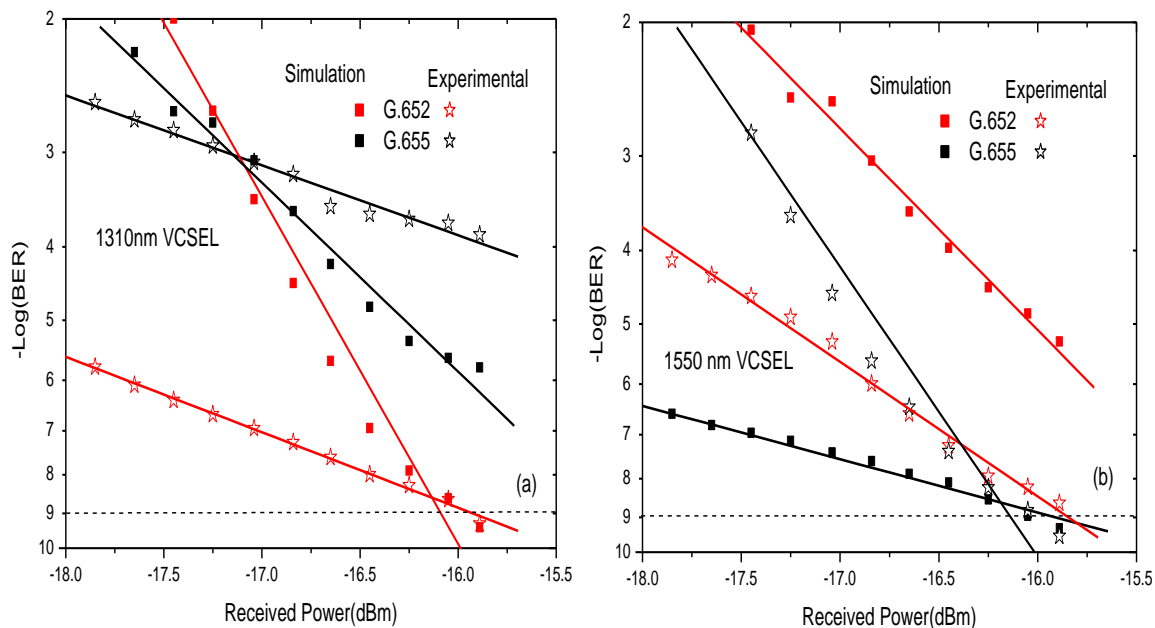 2
3
4
5
6
7
8
9
10
-Log(BER)
Simulation Experimental
G.652
G.655
1310nm VCSEL
(a)
-18.0 -17.5 -17.0 -16.5 -16.0 -15.5
Received Power(dBm)
2
3
4
5
6
7
8
9
10
-Log(BER)
Simulation Experimental
G.652
G.655
1550 nm VCSEL
(b)
-18.0 -17.5 -17.0 -16.5 -16.0 -15.5
Received Power(dBm)